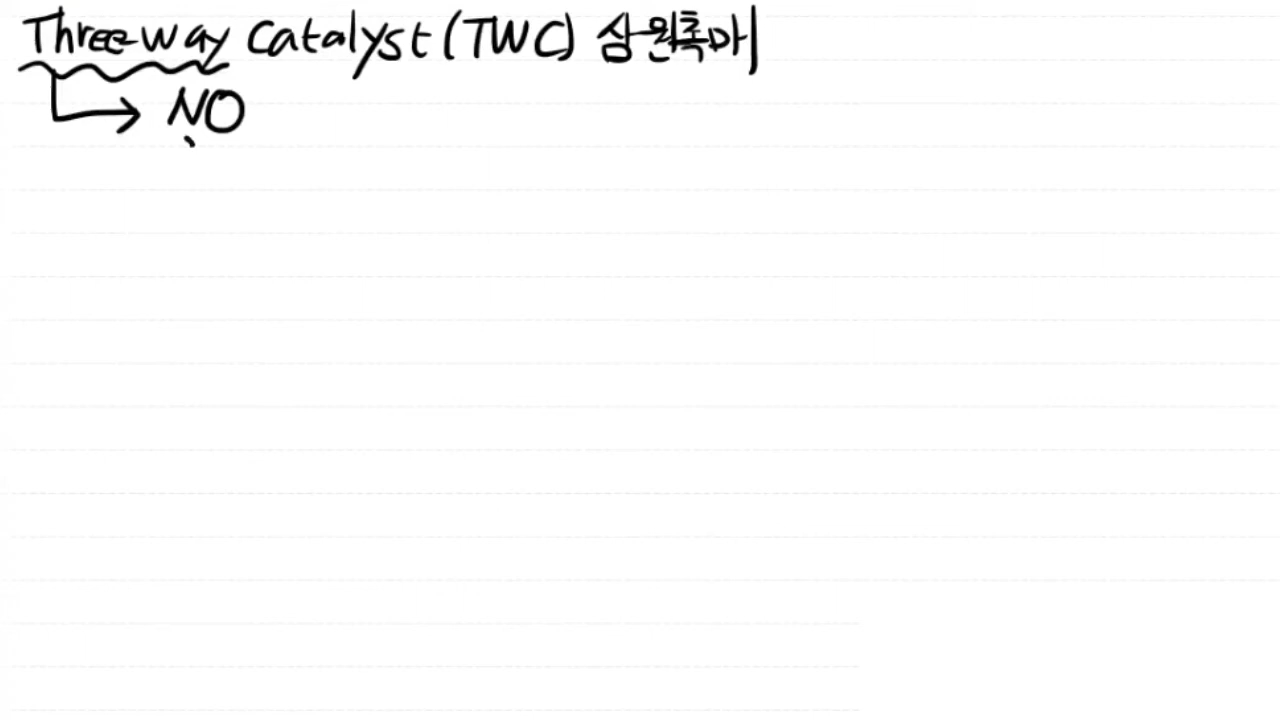 Three-way Catalyst (TWC) 삼원촉매
→ NO